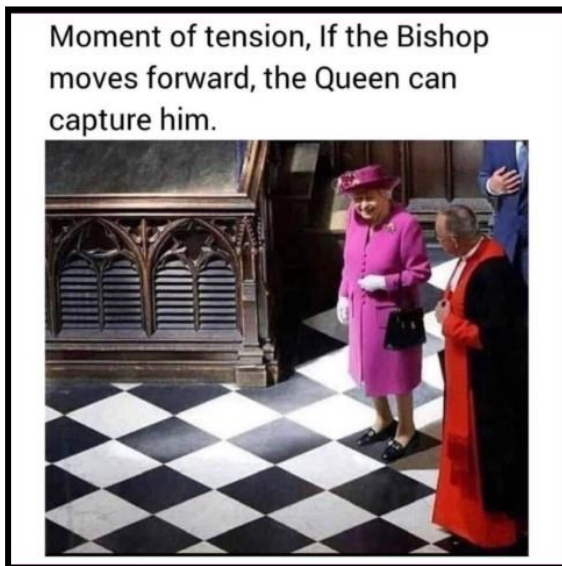 Moment of tension, If the Bishop
moves forward, the Queen can
capture him.